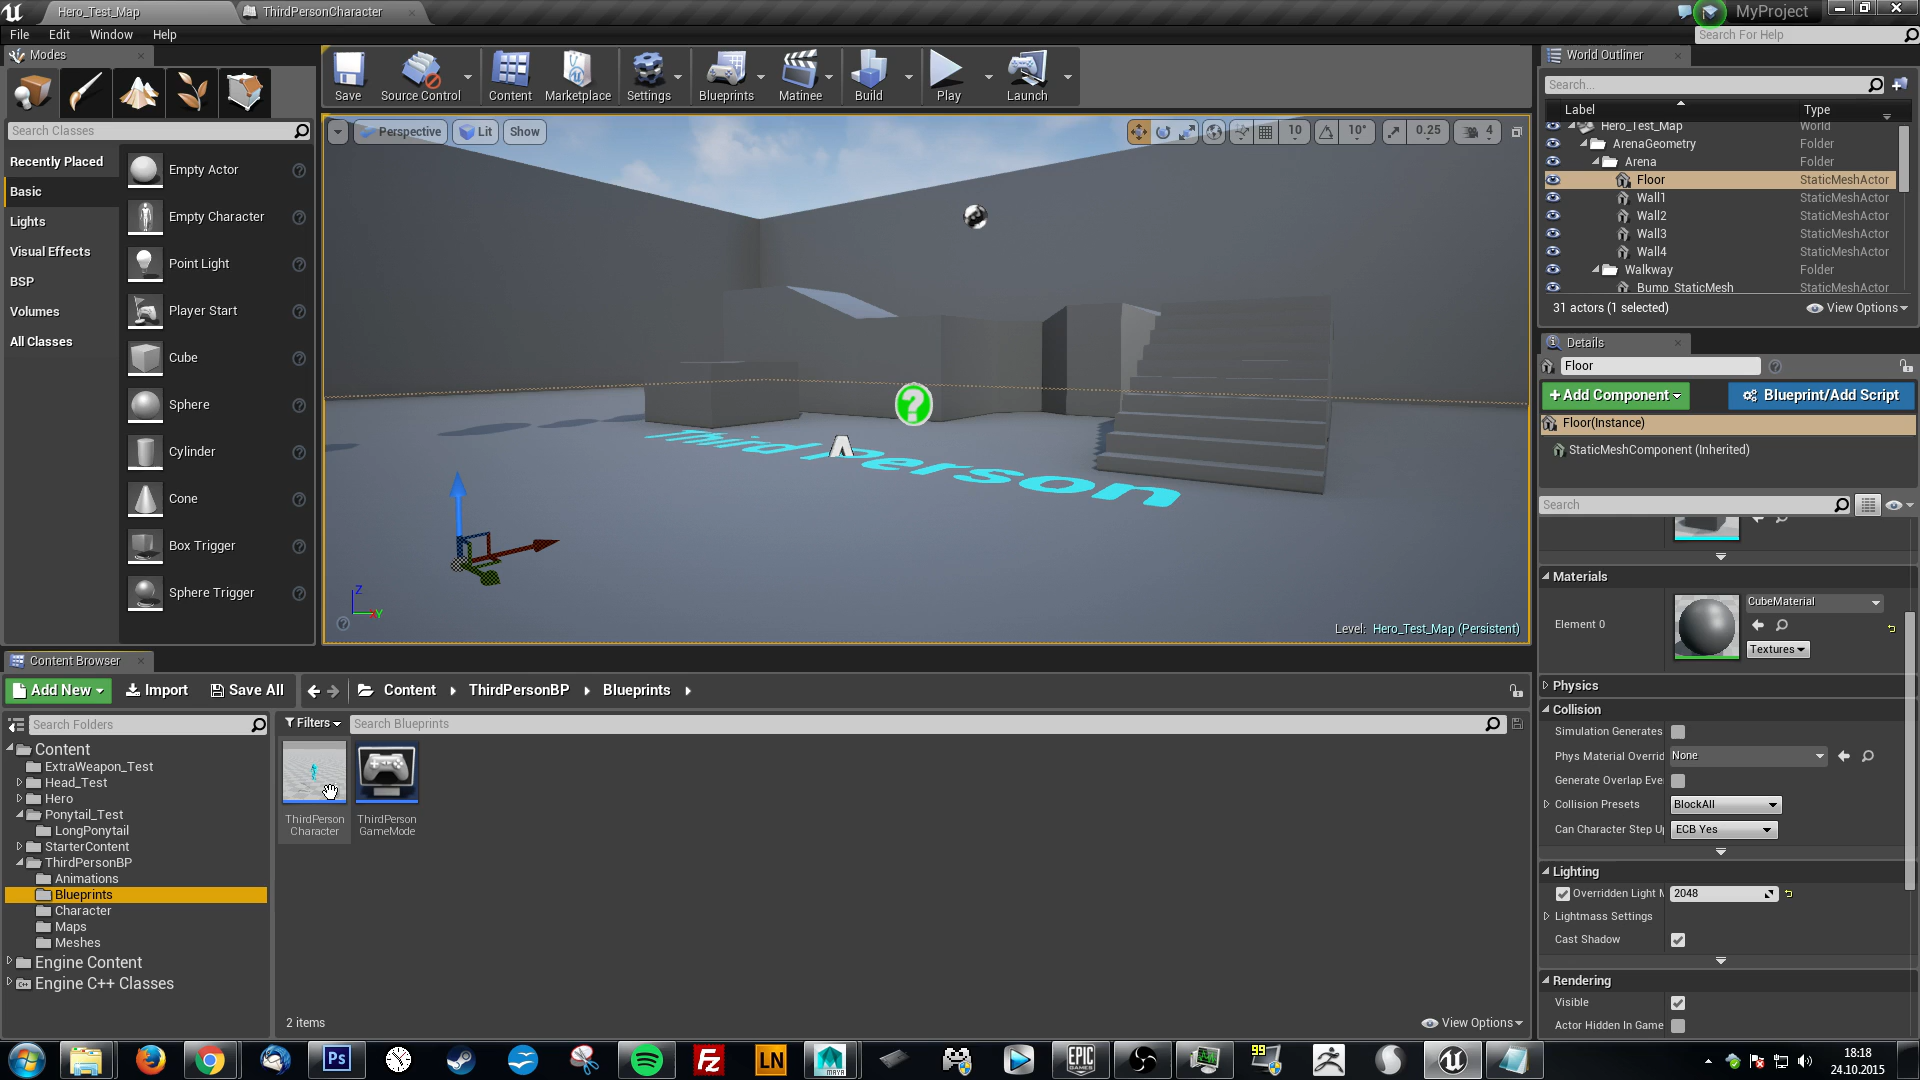 Hero_Test_Map
ThirdPersonCharacter
MyProject
File Edit Window Help
Search For Help
Modes
Search Classes
Recently Placed
Basic
Lights
Visual Effects
BSP
Volumes
All Classes
Empty Actor
Empty Character
Point Light
Player Start
Cube
Sphere
Cylinder
Cone
Box Trigger
Sphere Trigger
Save
Source Control
Content
Marketplace
Settings
Blueprints
Matinee
Build
Play
Launch
Perspective
Lit
Show
10
10°
0.25
4
Third Person
Z
Y
Level: Hero_Test_Map (Persistent)
World Outliner
Search...
Label Type
Hero_Test_Map World
ArenaGeometry Folder
Arena Folder
Floor StaticMeshActor
Wall1 StaticMeshActor
Wall2 StaticMeshActor
Wall3 StaticMeshActor
Wall4 StaticMeshActor
Walkway Folder
Bump_StaticMesh StaticMeshActor
31 actors (1 selected)
View Options
Details
Floor
+Add Component
Blueprint/Add Script
Floor(Instance)
StaticMeshComponent (Inherited)
Search
Materials
Element 0
CubeMaterial
Textures
Physics
Collision
Simulation Generates
Phys Material Overrid None
Generate Overlap Eve
Collision Presets BlockAll
Can Character Step U ECB Yes
Lighting
Overridden Light M 2048
Lightmass Settings
Cast Shadow
Rendering
Visible
Actor Hidden In Game
Content Browser
Add New
Import
Save All
Content
ThirdPersonBP
Blueprints
Search Folders
Filters
Search Blueprints
Content
ExtraWeapon_Test
Head_Test
Hero
Ponytail_Test
LongPonytail
StarterContent
ThirdPersonBP
Animations
Blueprints
Character
Maps
Meshes
Engine Content
Engine C++ Classes
ThirdPerson
Character
ThirdPerson
GameMode
2 items
View Options
Ps
Fz
LN
MAYA
EPIC
GAMES
99
18:18
24.10.2015